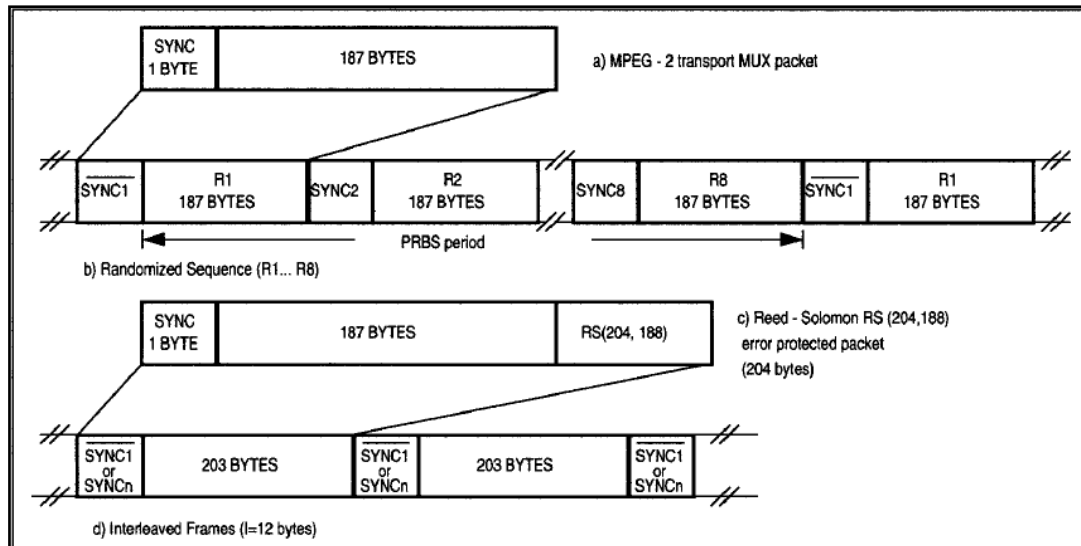 SYNC
1 BYTE
187 BYTES
a) MPEG - 2 transport MUX packet
SYNC1
R1
187 BYTES
SYNC2
R2
187 BYTES
SYNC8
R8
187 BYTES
SYNC1
R1
187 BYTES
PRBS period
b) Randomized Sequence (R1... R8)
SYNC
1 BYTE
187 BYTES
RS(204, 188)
c) Reed - Solomon RS (204,188)
error protected packet
(204 bytes)
SYNC1
or
SYNCn
203 BYTES
SYNC1
or
SYNCn
203 BYTES
SYNC1
or
SYNCn
d) Interleaved Frames (I=12 bytes)